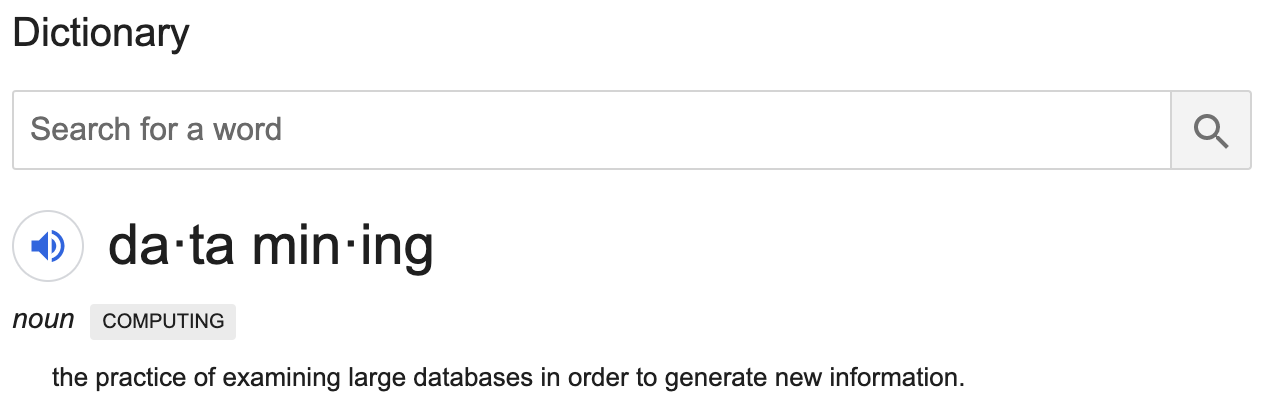 Dictionary
Search for a word
da·ta min·ing
noun COMPUTING
the practice of examining large databases in order to generate new information.